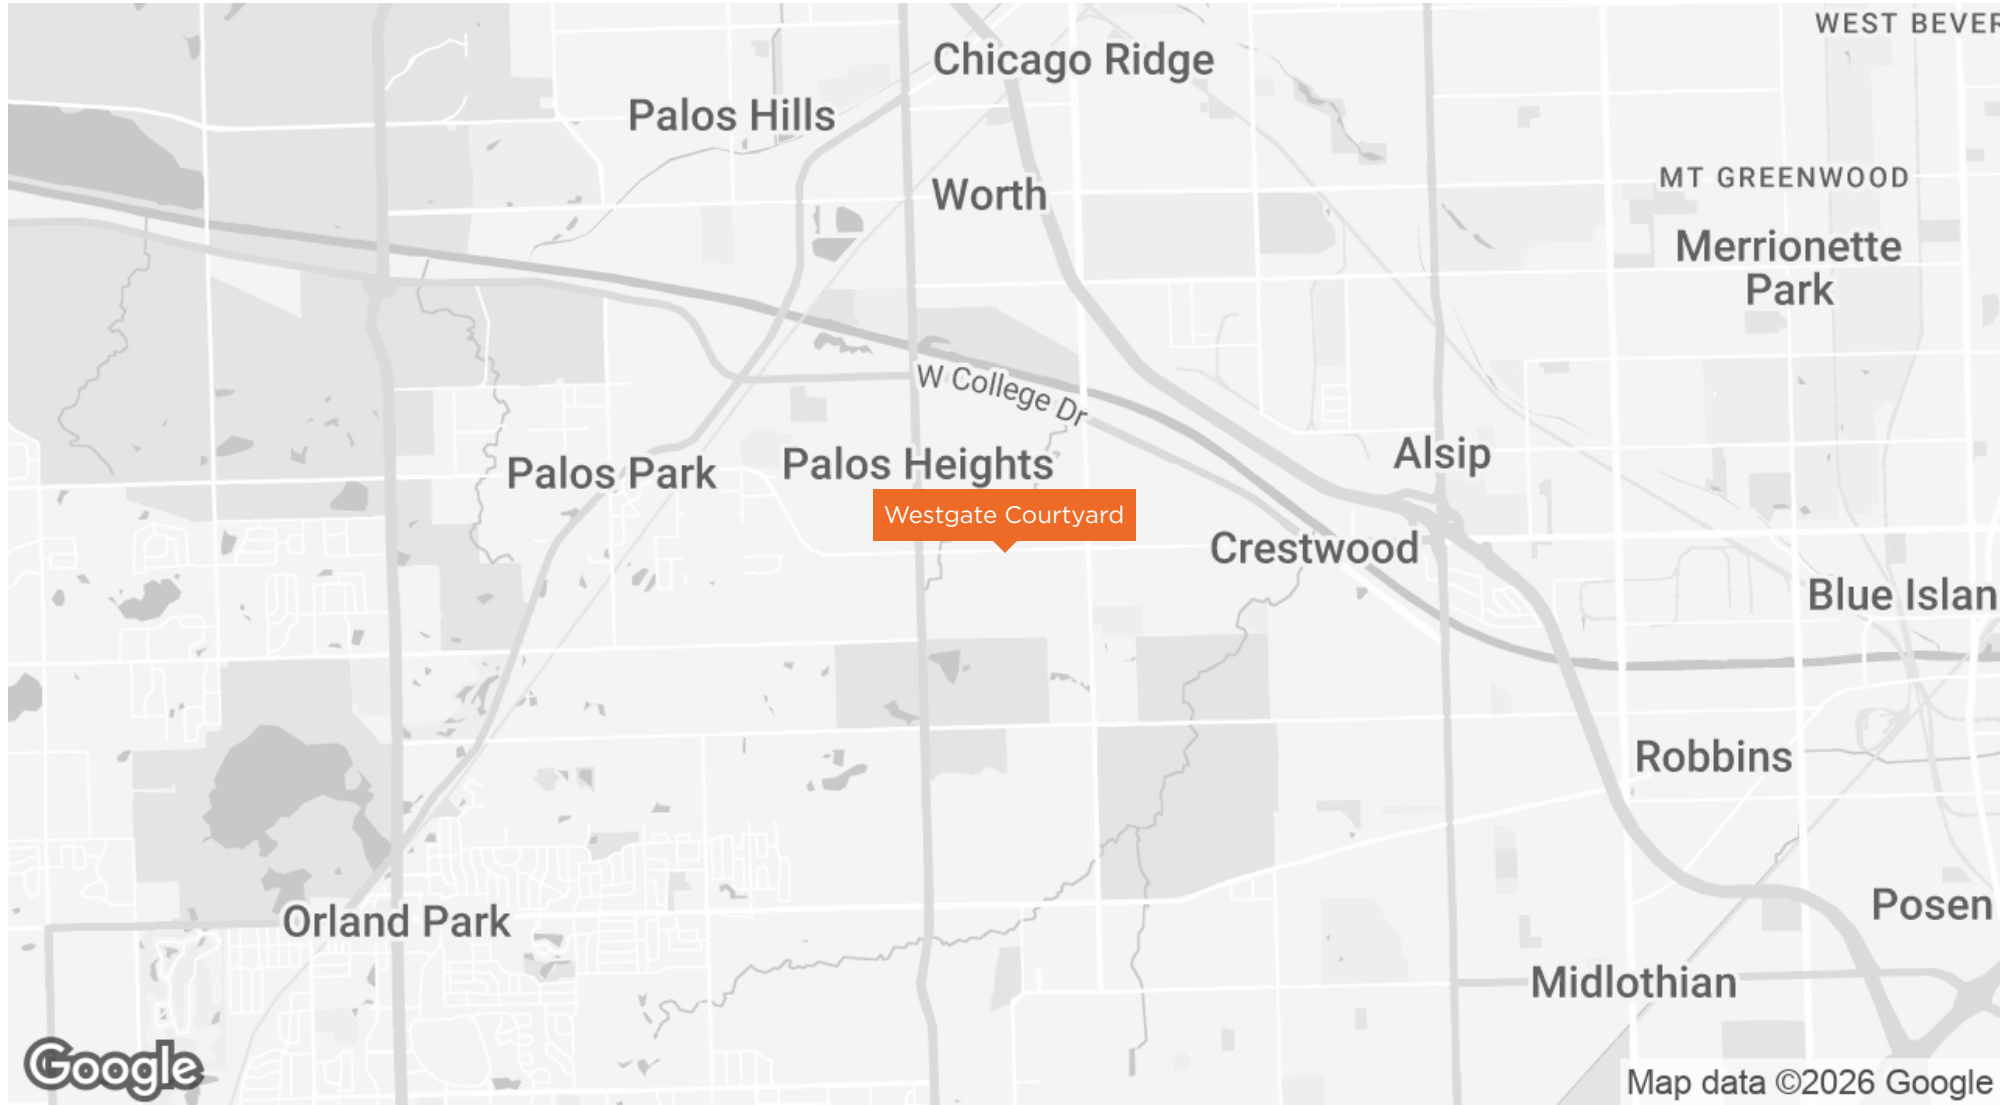 WEST BEVER
Chicago Ridge
Palos Hills
Worth
MT GREENWOOD
Merrionette
Park
W College Dr
Alsip
Palos Heights
Palos Park
Westgate Courtyard
Crestwood
Blue Islan
Robbins
Posen
Orland Park
Midlothian
Google
Map data ©2026 Google